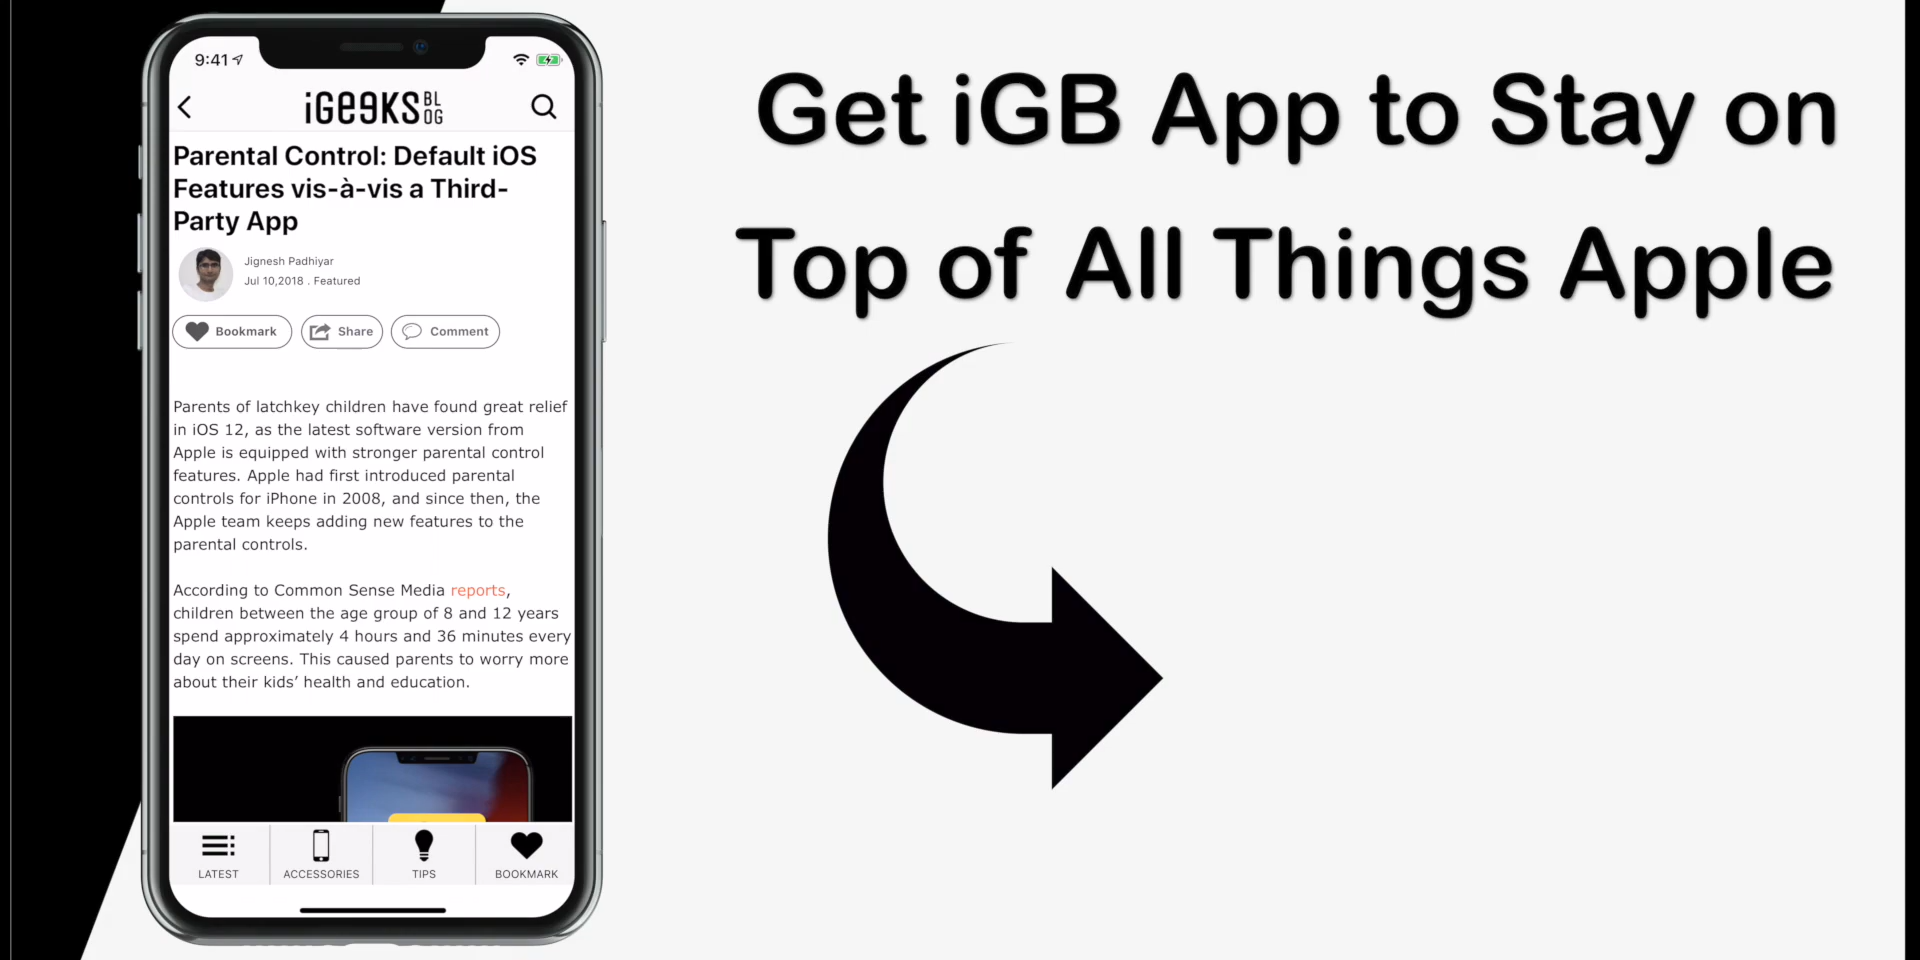 9:41
iGeeKS BLOG
Parental Control: Default iOS
Features vis-à-vis a Third-
Party App
Jignesh Padhiyar
Jul 10,2018 . Featured
Bookmark
Share
Comment
Parents of latchkey children have found great relief
in iOS 12, as the latest software version from
Apple is equipped with stronger parental control
features. Apple had first introduced parental
controls for iPhone in 2008, and since then, the
Apple team keeps adding new features to the
parental controls.
According to Common Sense Media reports,
children between the age group of 8 and 12 years
spend approximately 4 hours and 36 minutes every
day on screens. This caused parents to worry more
about their kids’ health and education.
LATEST
ACCESSORIES
TIPS
BOOKMARK
Get iGB App to Stay on
Top of All Things Apple